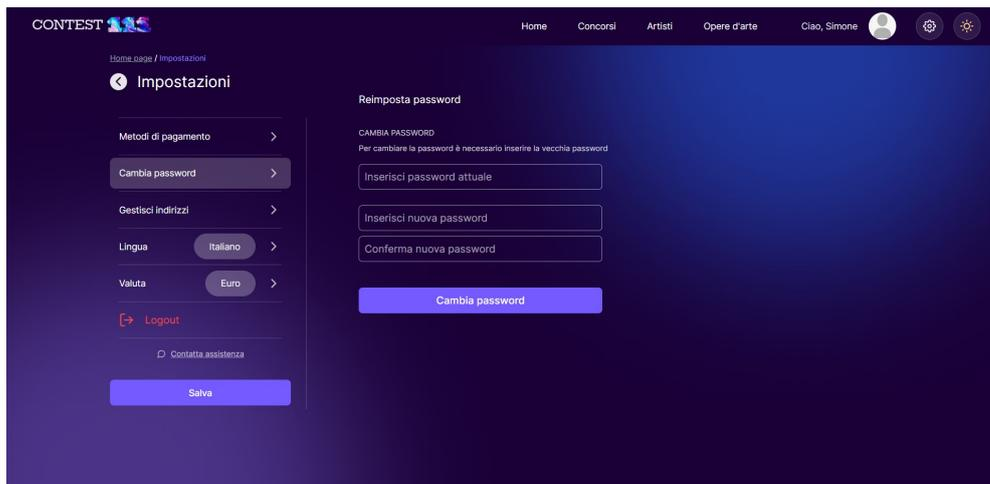 CONTEST
Home
Concorsi
Artisti
Opere d'arte
Ciao, Simone
Home page / Impostazioni
Impostazioni
Metodi di pagamento
Cambia password
Gestisci indirizzi
Lingua Italiano
Valuta Euro
Logout
Contatta assistenza
Salva
Reimposta password
CAMBIA PASSWORD
Per cambiare la password è necessario inserire la vecchia password
Inserisci password attuale
Inserisci nuova password
Conferma nuova password
Cambia password